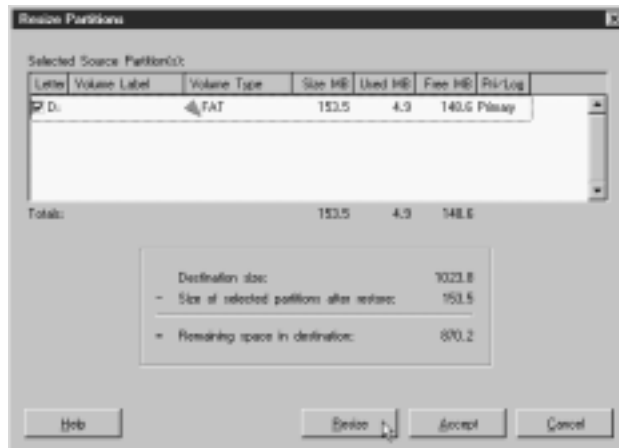 Resize Partitions
Selected Source Partition(s):
Letter Volume Label Volume Type Size MB Used MB Free MB Pri/Log
D: FAT 153.5 4.9 148.6 Primary
Totals: 153.5 4.9 148.6
Destination size: 1023.8
- Size of selected partitions after restore: 153.5
= Remaining space in destination: 870.2
Help Resize Accept Cancel